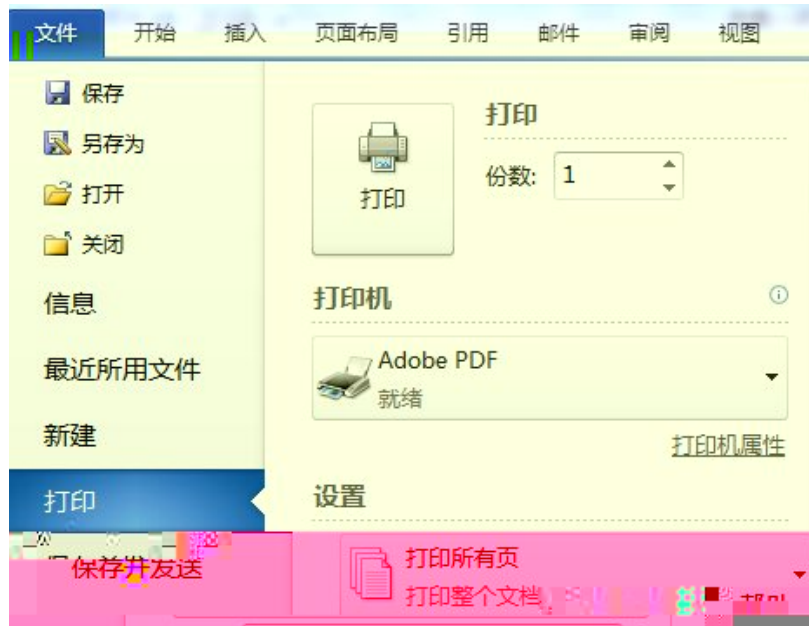 文件 开始 插入 页面布局 引用 邮件 审阅 视图
保存
另存为
打开
关闭
信息
最近所用文件
新建
打印
保存并发送
打印
打印
份数: 1
打印机
Adobe PDF
就绪
打印机属性
设置
打印所有页
打印整个文档